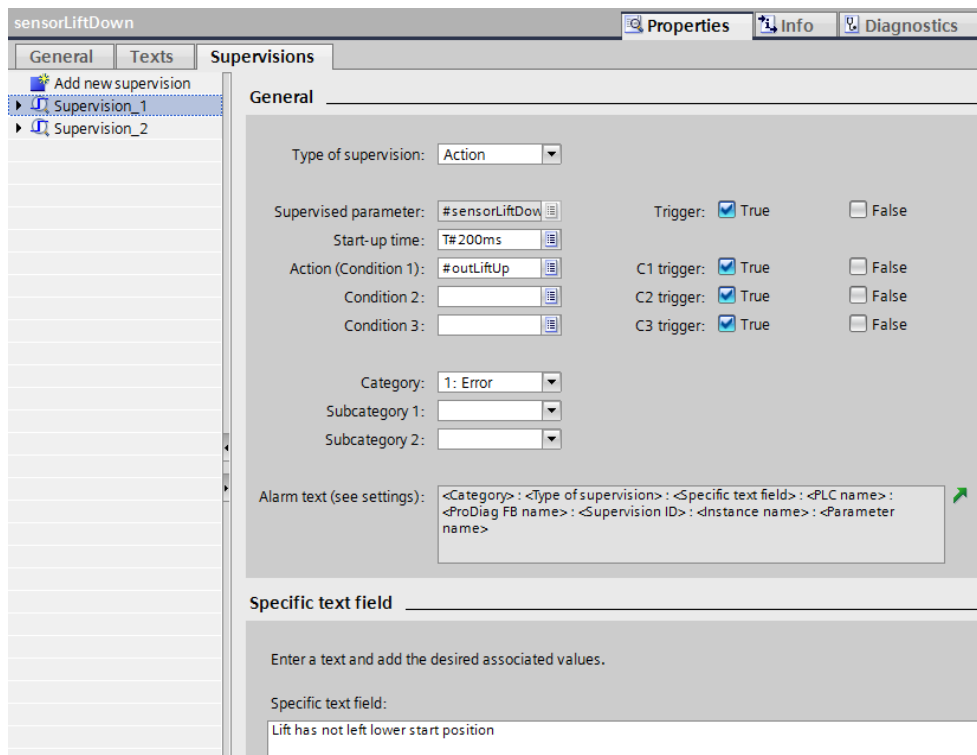 sensorLiftDown
Properties
Info
Diagnostics
General
Texts
Supervisions
Add new supervision
Supervision_1
Supervision_2
General
Type of supervision: Action
Supervised parameter: #sensorLiftDow
Trigger: True False
Start-up time: T#200ms
Action (Condition 1): #outLiftUp
C1 trigger: True False
Condition 2:
C2 trigger: True False
Condition 3:
C3 trigger: True False
Category: 1: Error
Subcategory 1:
Subcategory 2:
Alarm text (see settings): <Category> : <Type of supervision> : <Specific text field> : <PLC name> :
<ProDiag FB name> : <Supervision ID> : <Instance name> : <Parameter
name>
Specific text field
Enter a text and add the desired associated values.
Specific text field:
Lift has not left lower start position